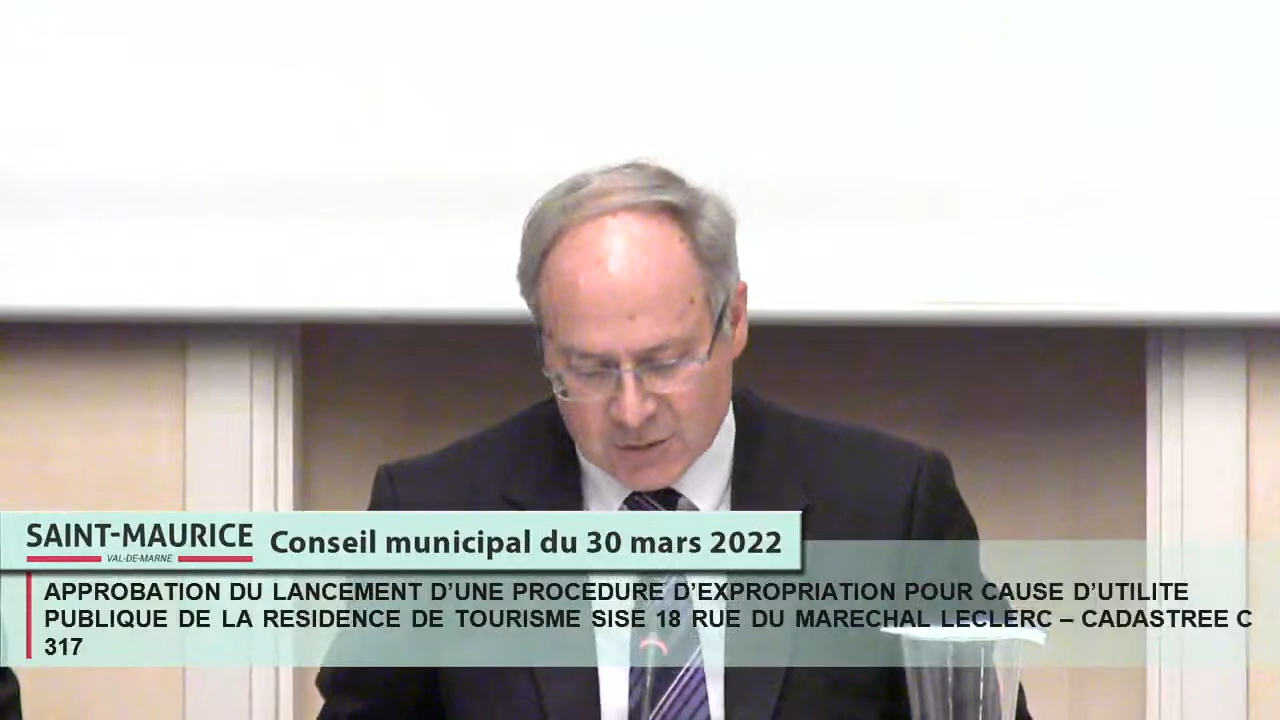 SAINT-MAURICE
VAL-DE-MARNE
Conseil municipal du 30 mars 2022
APPROBATION DU LANCEMENT D’UNE PROCEDURE D’EXPROPRIATION POUR CAUSE D’UTILITE
PUBLIQUE DE LA RESIDENCE DE TOURISME SISE 18 RUE DU MARECHAL LECLERC – CADASTREE C
317